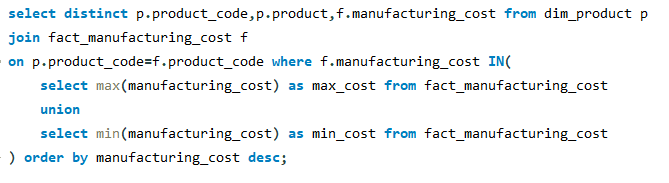 select distinct p.product_code,p.product,f.manufacturing_cost from dim_product p
join fact_manufacturing_cost f
on p.product_code=f.product_code where f.manufacturing_cost IN(
select max(manufacturing_cost) as max_cost from fact_manufacturing_cost
union
select min(manufacturing_cost) as min_cost from fact_manufacturing_cost
) order by manufacturing_cost desc;